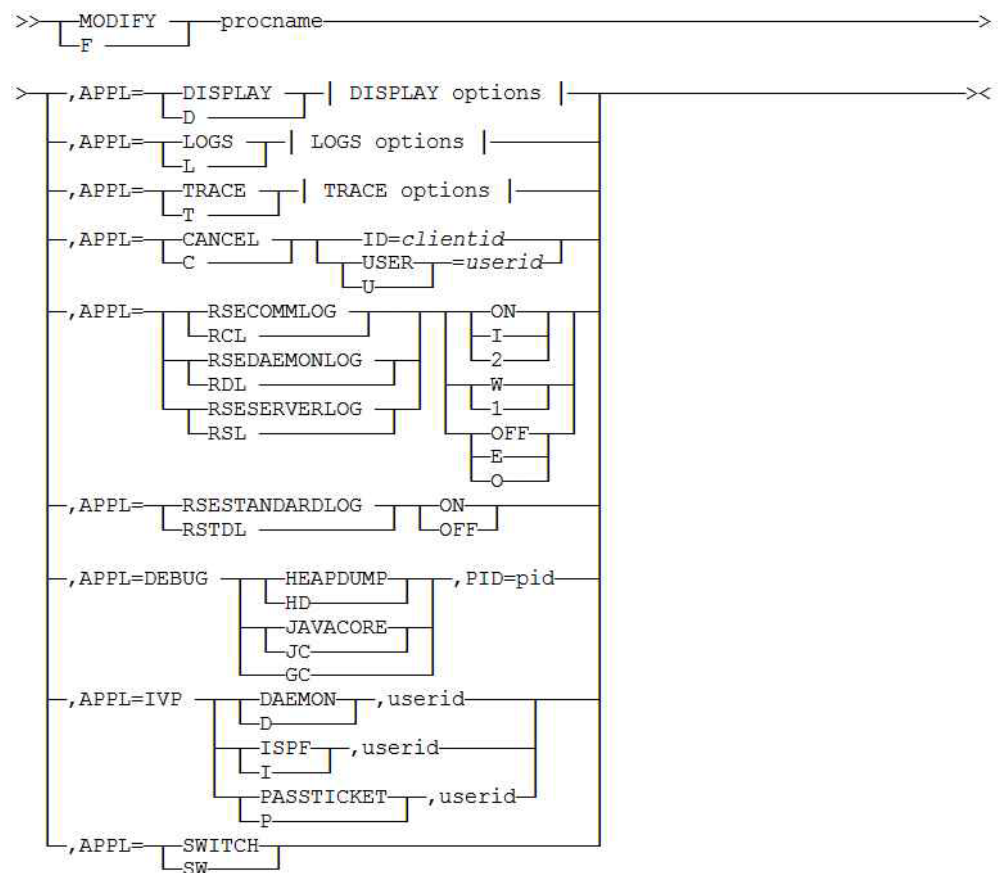 >> MODIFY procname >
F
> ,APPL= DISPLAY | DISPLAY options | ><
D
,APPL= LOGS | LOGS options |
L
,APPL= TRACE | TRACE options |
T
,APPL= CANCEL ID=clientid
C USER =userid
U
,APPL= RSECOMMLOG ON
RCL I
RSEDAEMONLOG 2
RDL W
RSESERVERLOG 1
RSL OFF
E
O
,APPL= RSESTANDARDLOG ON
RSTDL OFF
,APPL=DEBUG HEAPDUMP ,PID=pid
HD
JAVACORE
JC
GC
,APPL=IVP DAEMON ,userid
D
ISPF ,userid
I
PASSTICKET ,userid
P
,APPL= SWITCH
SW